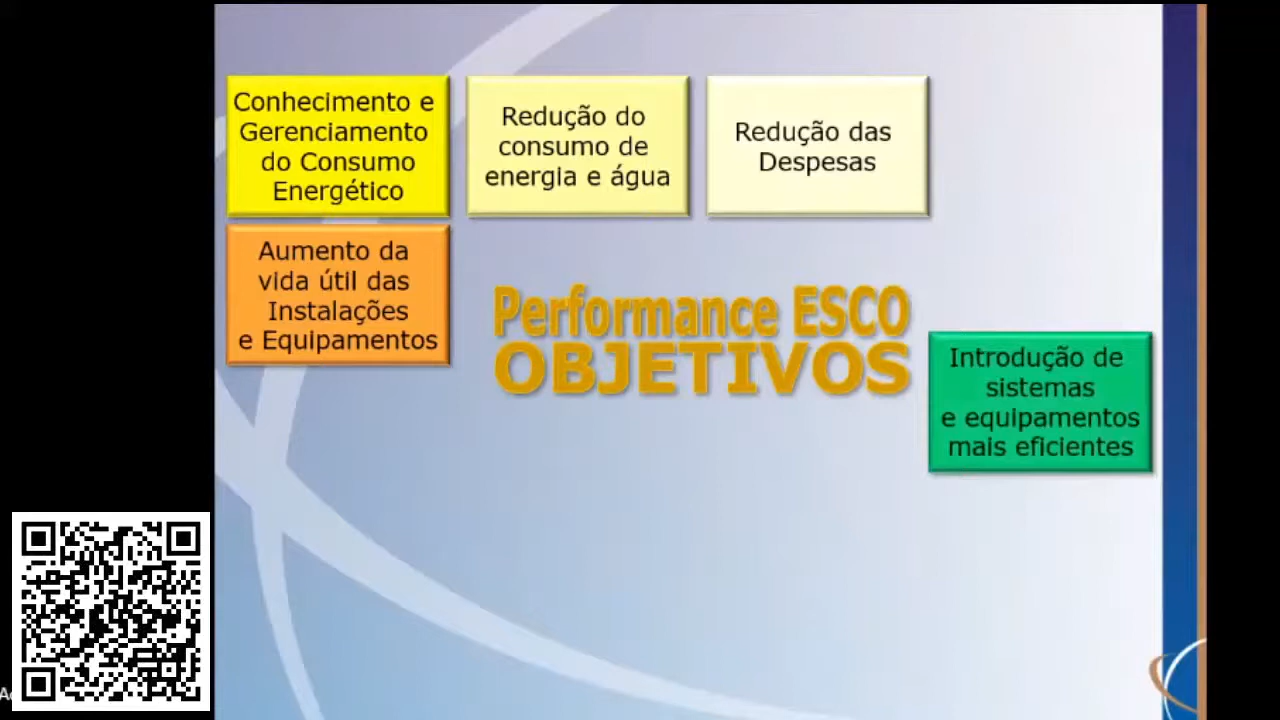 Conhecimento e
Gerenciamento
do Consumo
Energético
Redução do
consumo de
energia e água
Redução das
Despesas
Aumento da
vida útil das
Instalações
e Equipamentos
Performance ESCO
OBJETIVOS
Introdução de
sistemas
e equipamentos
mais eficientes